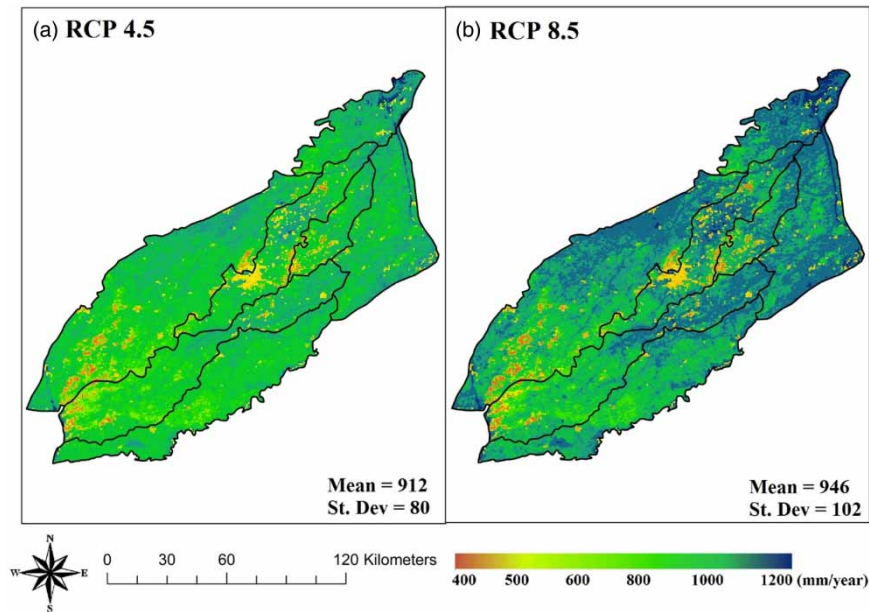 (a) RCP 4.5
(b) RCP 8.5
Mean = 912
St. Dev = 80
Mean = 946
St. Dev = 102
N
W E
S
0 30 60 120 Kilometers
400 500 600 800 1000 1200 (mm/year)